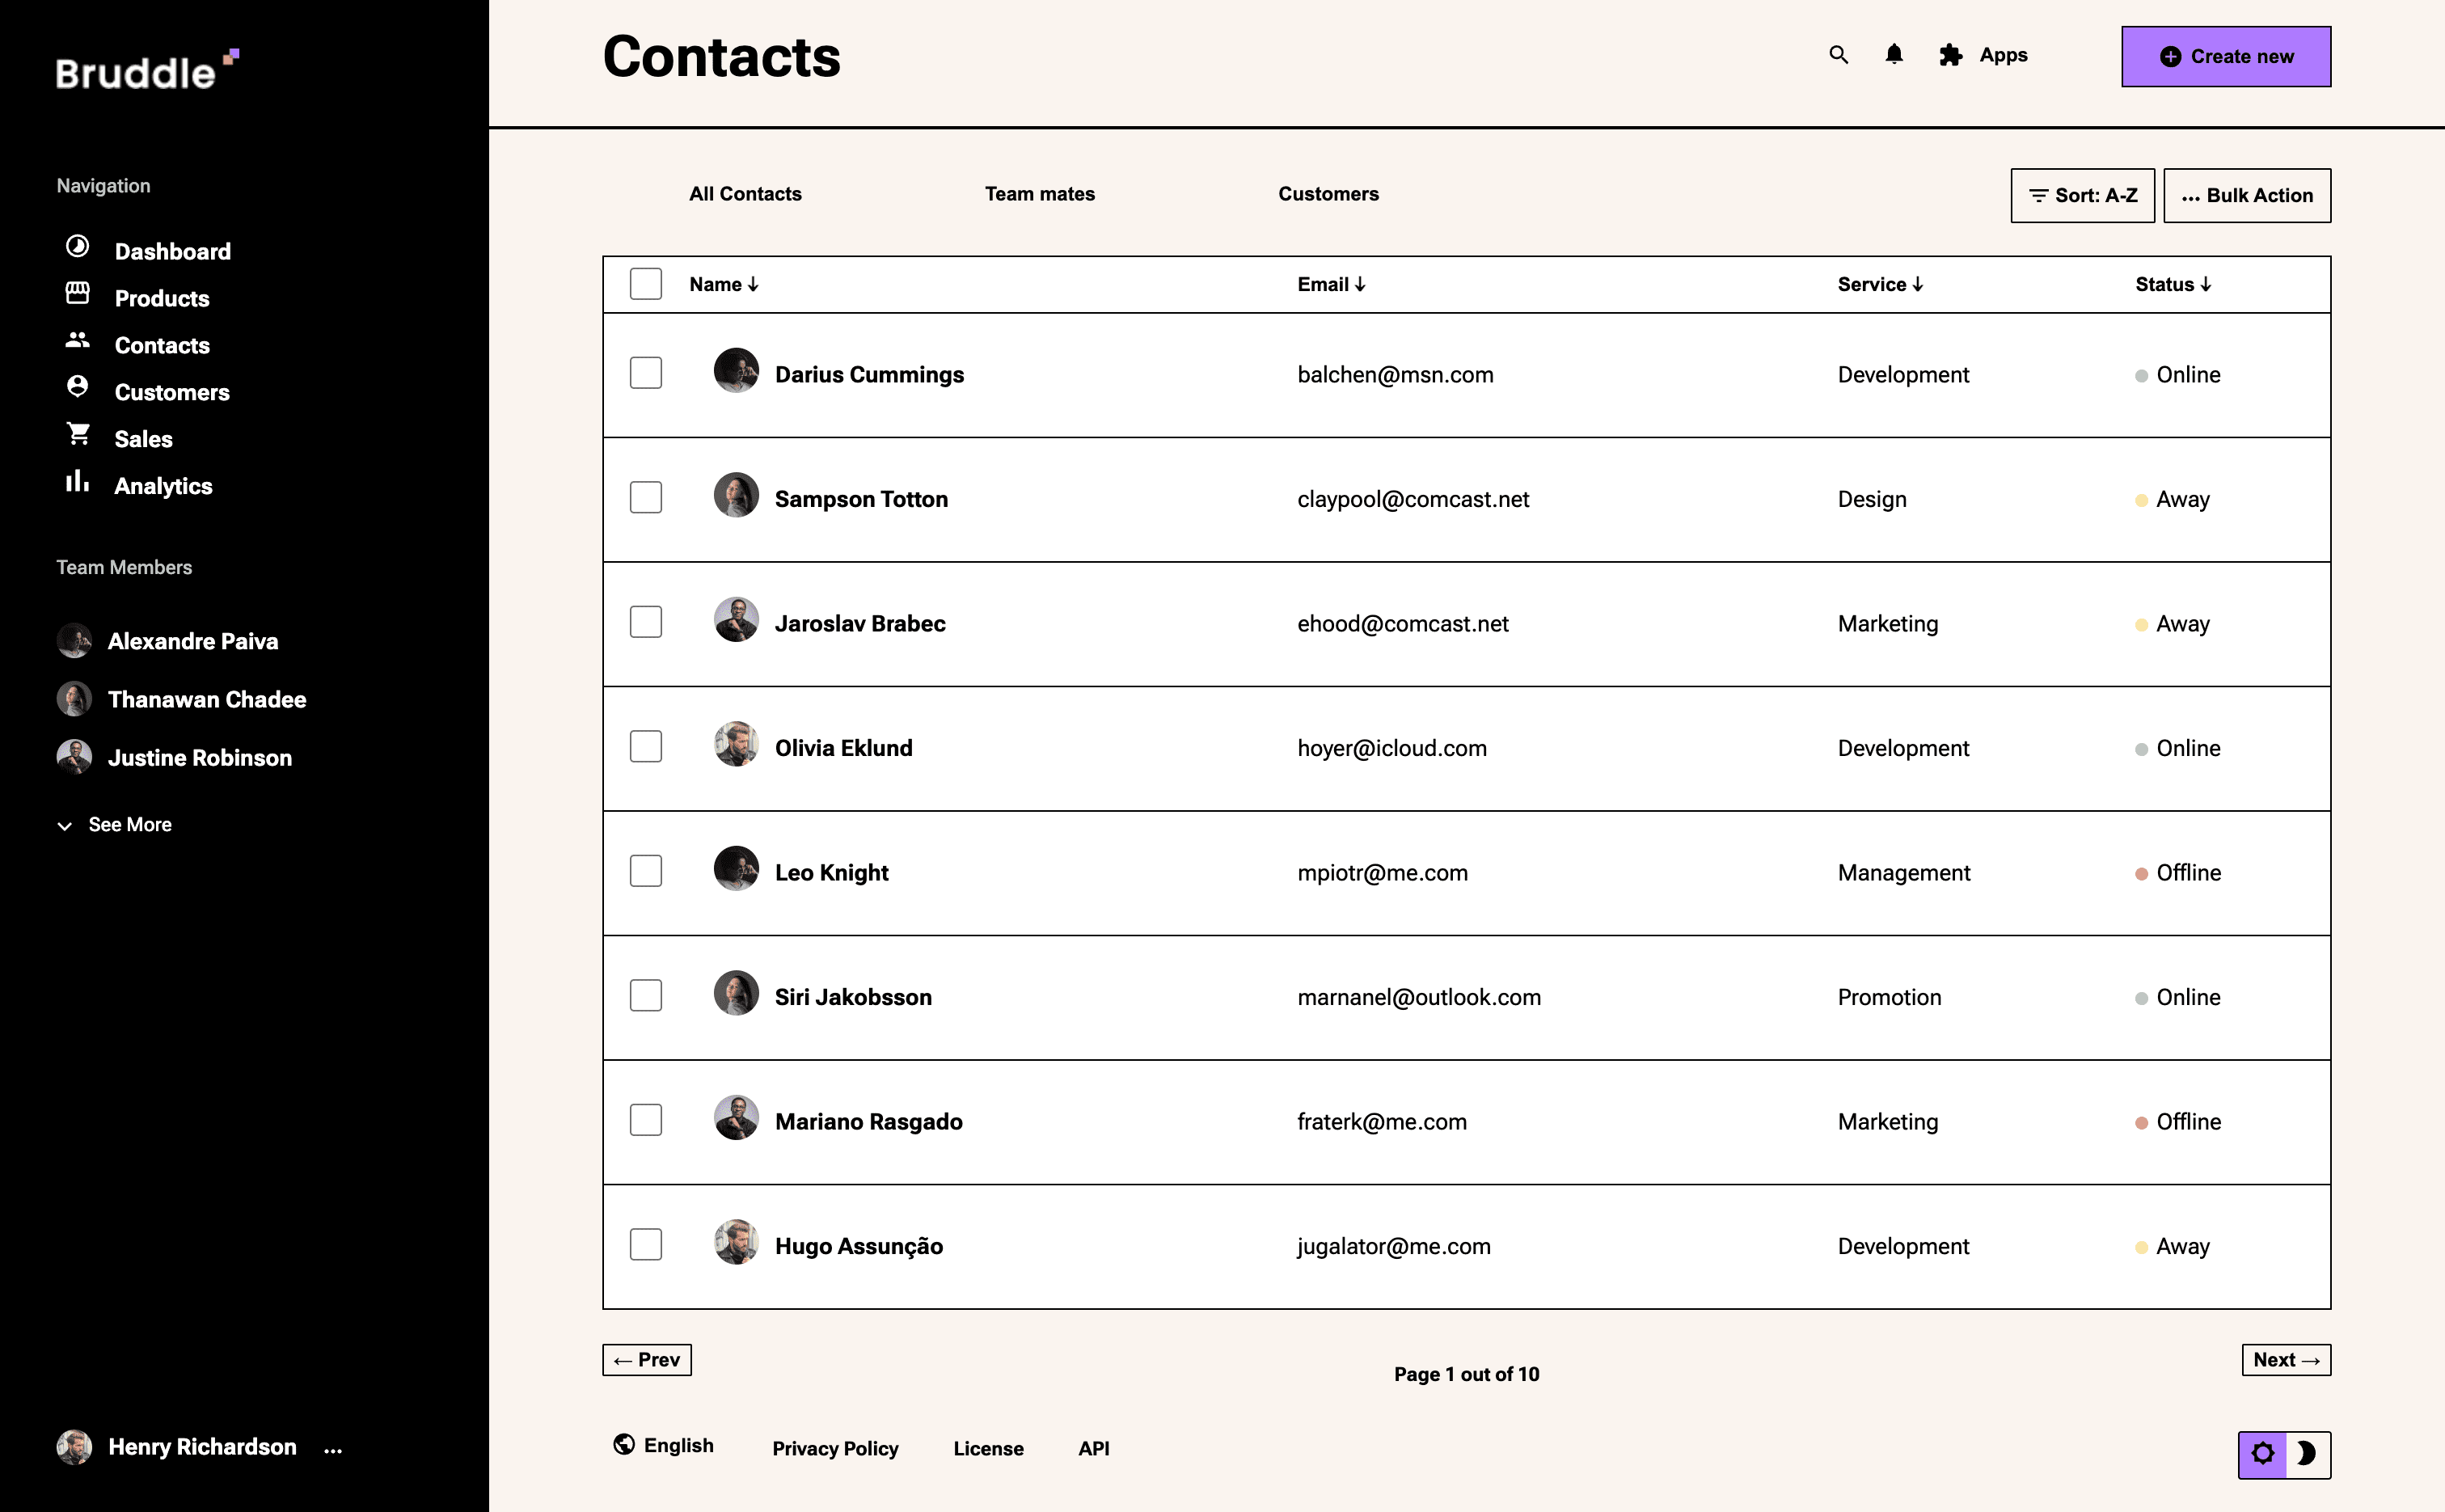 Bruddle
Navigation
Dashboard
Products
Contacts
Customers
Sales
Analytics
Team Members
Alexandre Paiva
Thanawan Chadee
Justine Robinson
See More
Henry Richardson ...
Contacts
Apps
Create new
All Contacts Team mates Customers
Sort: A-Z
... Bulk Action
Name ↓ Email ↓ Service ↓ Status ↓
Darius Cummings balchen@msn.com Development Online
Sampson Totton claypool@comcast.net Design Away
Jaroslav Brabec ehood@comcast.net Marketing Away
Olivia Eklund hoyer@icloud.com Development Online
Leo Knight mpiotr@me.com Management Offline
Siri Jakobsson marnanel@outlook.com Promotion Online
Mariano Rasgado fraterk@me.com Marketing Offline
Hugo Assunção jugalator@me.com Development Away
← Prev
Page 1 out of 10
Next →
English Privacy Policy License API